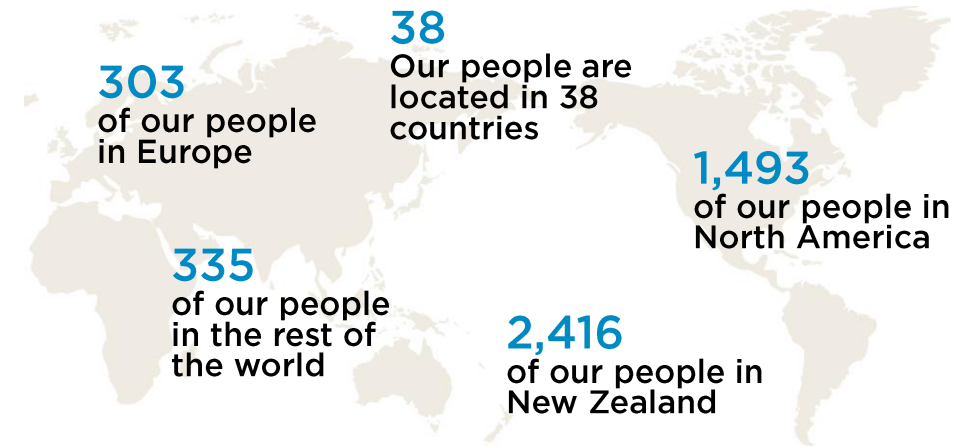 38
Our people are
located in 38
countries
303
of our people
in Europe
1,493
of our people in
North America
335
of our people
in the rest of
the world
2,416
of our people in
New Zealand